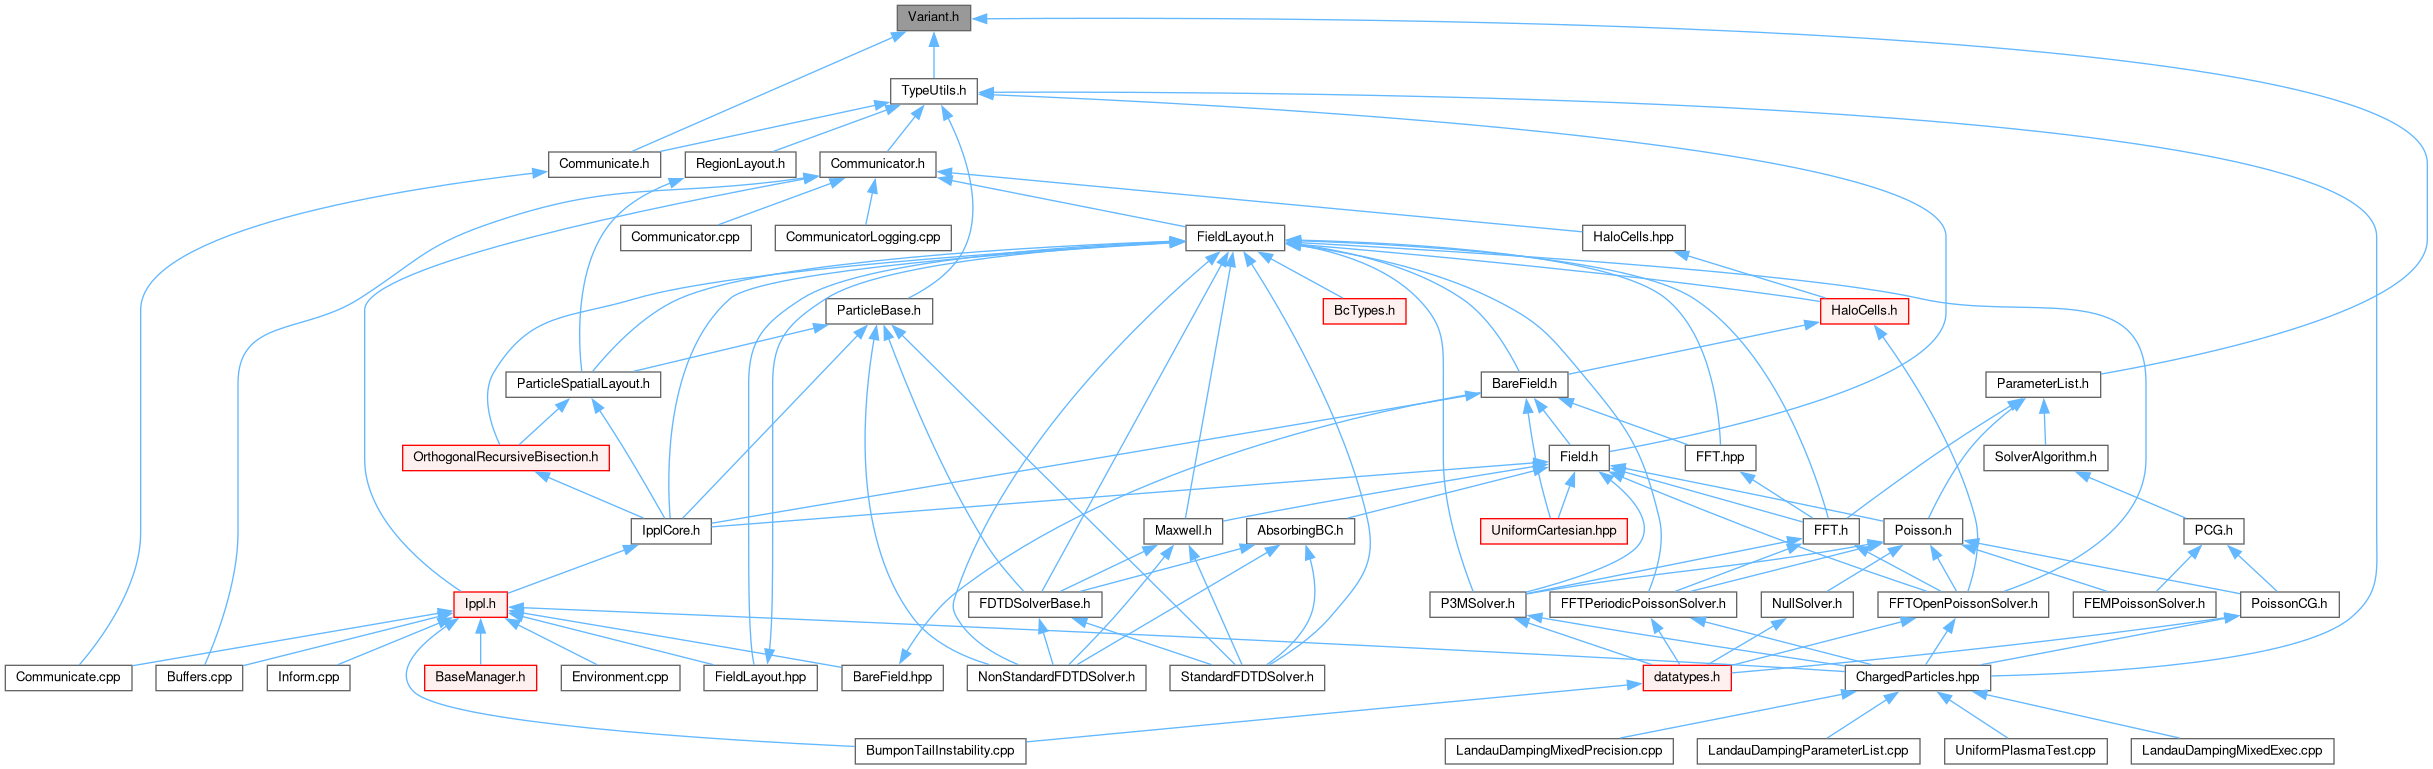 Variant.h
TypeUtils.h
Communicate.h
RegionLayout.h
Communicator.h
Communicator.cpp
CommunicatorLogging.cpp
FieldLayout.h
HaloCells.hpp
ParticleBase.h
BcTypes.h
HaloCells.h
ParticleSpatialLayout.h
BareField.h
ParameterList.h
OrthogonalRecursiveBisection.h
Field.h
FFT.hpp
SolverAlgorithm.h
IpplCore.h
Maxwell.h
AbsorbingBC.h
UniformCartesian.hpp
FFT.h
Poisson.h
PCG.h
Ippl.h
FDTDSolverBase.h
P3MSolver.h
FFTPeriodicPoissonSolver.h
NullSolver.h
FFTOpenPoissonSolver.h
FEMPoissonSolver.h
PoissonCG.h
Communicate.cpp
Buffers.cpp
Inform.cpp
BaseManager.h
Environment.cpp
FieldLayout.hpp
BareField.hpp
NonStandardFDTDSolver.h
StandardFDTDSolver.h
datatypes.h
ChargedParticles.hpp
BumponTailInstability.cpp
LandauDampingMixedPrecision.cpp
LandauDampingParameterList.cpp
UniformPlasmaTest.cpp
LandauDampingMixedExec.cpp